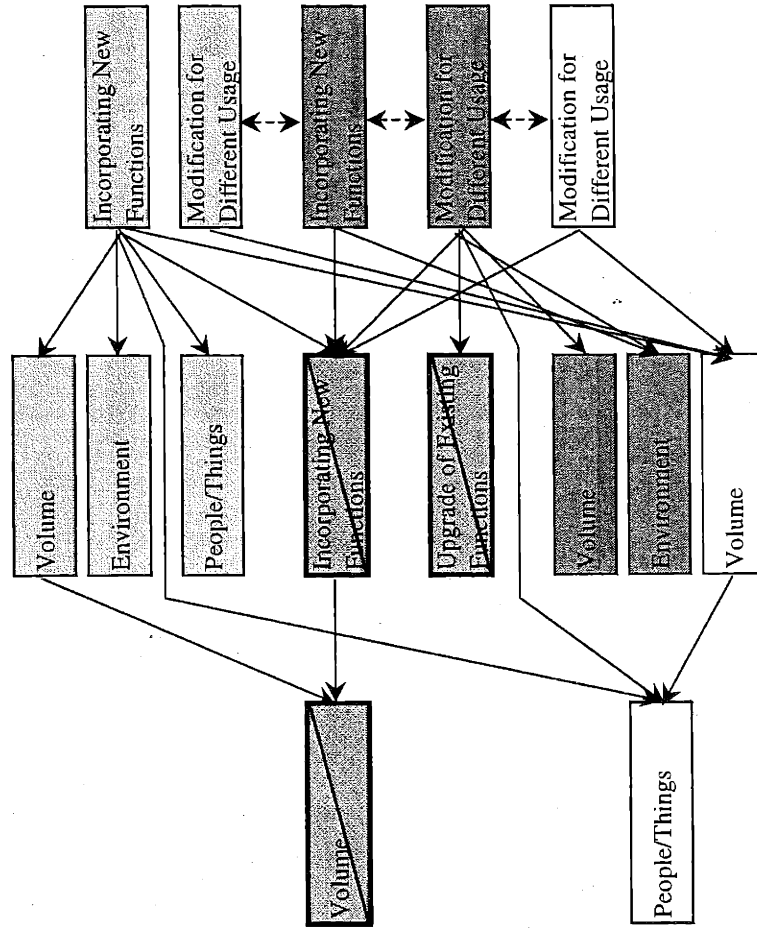 Volume
People/Things
Volume
Environment
People/Things
Incorporating New
Functions
Upgrade of Existing
Functions
Volume
Environment
Volume
Incorporating New
Functions
Modification for
Different Usage
Incorporating New
Functions
Modification for
Different Usage
Modification for
Different Usage